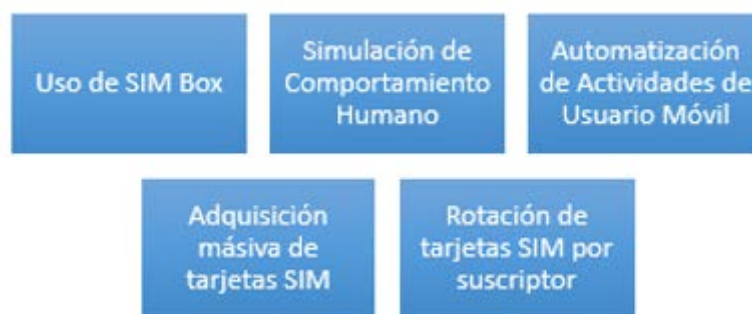 Uso de SIM Box
Simulación de
Comportamiento
Humano
Automatización
de Actividades de
Usuario Móvil
Adquisición
másiva de
tarjetas SIM
Rotación de
tarjetas SIM por
suscriptor